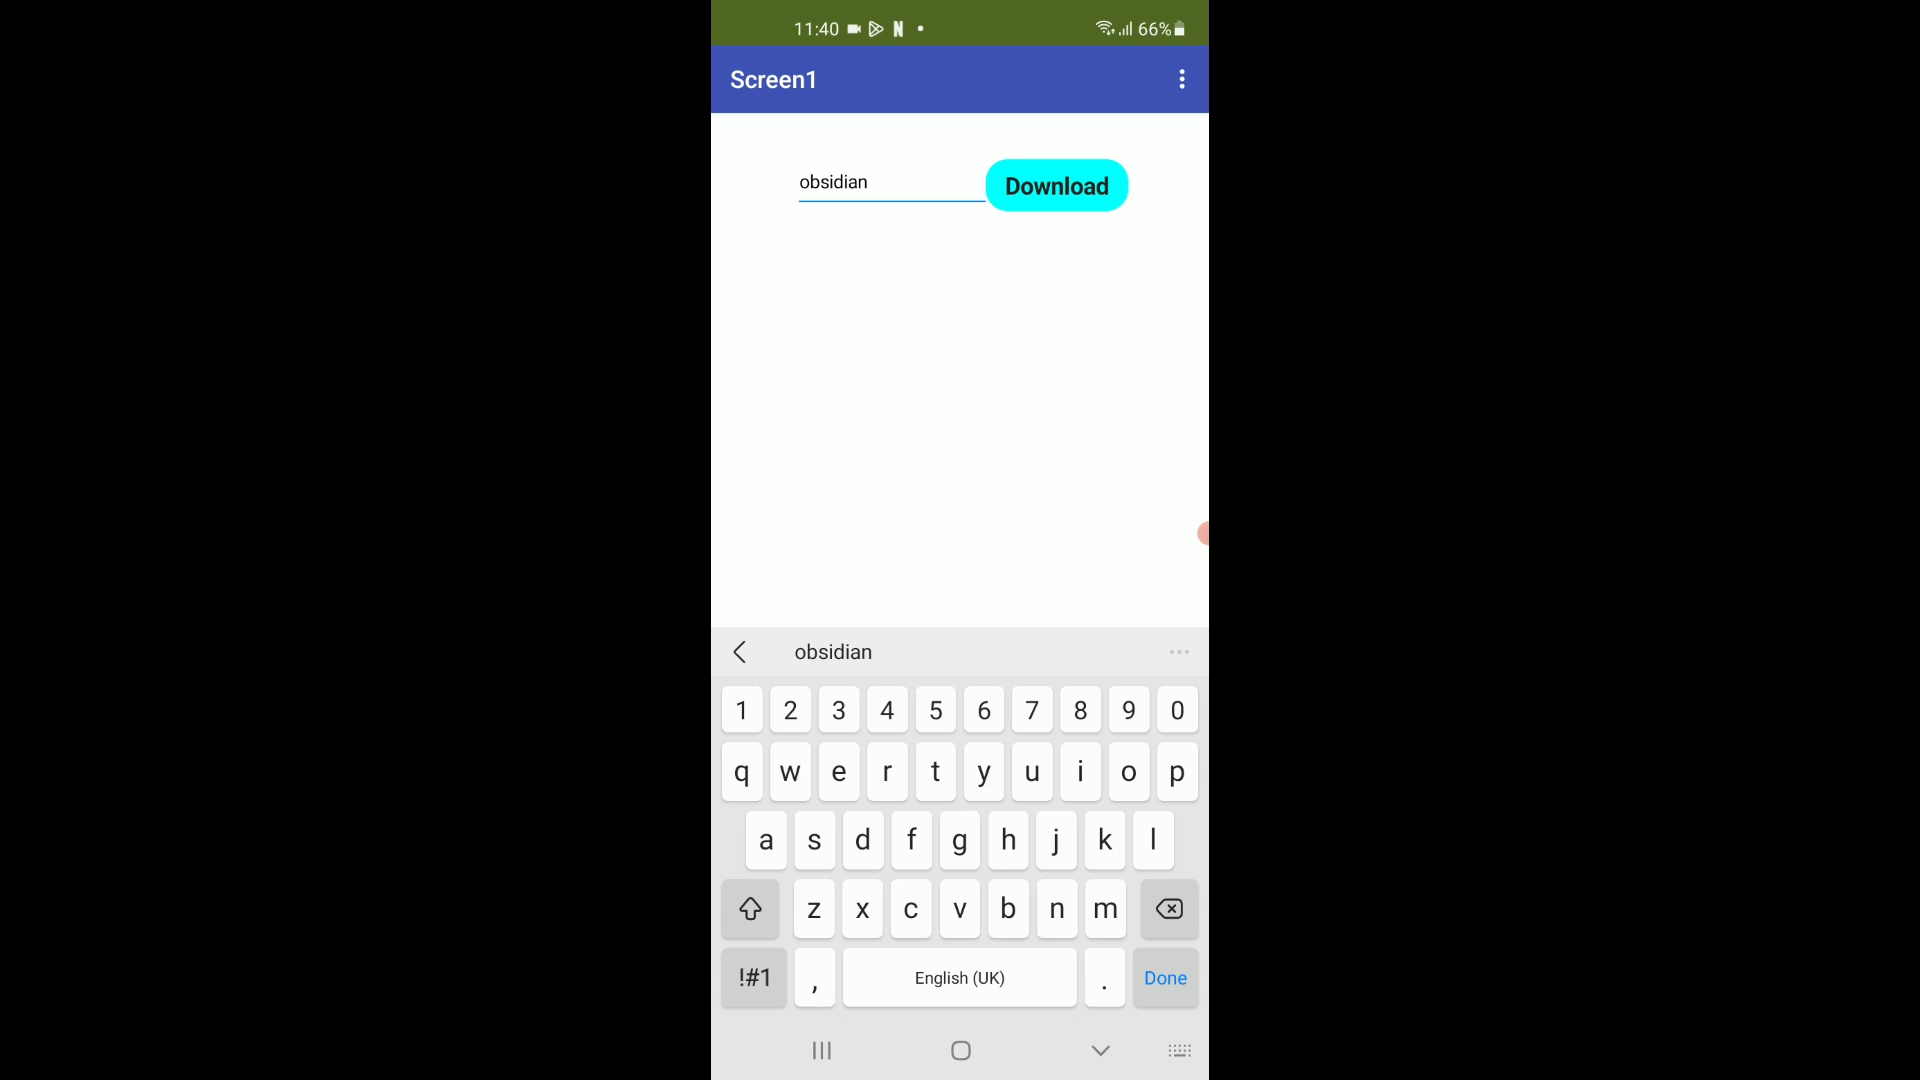 11:40 N 66%
Screen1
obsidian Download
obsidian
1 2 3 4 5 6 7 8 9 0
q w e r t y u i o p
a s d f g h j k l
z x c v b n m
!#1 , English (UK) . Done